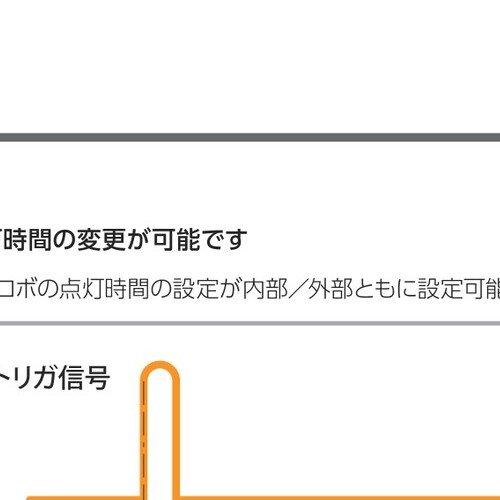 時間の変更が可能です
ロボの点灯時間の設定が内部／外部ともに設定可能
トリガ信号